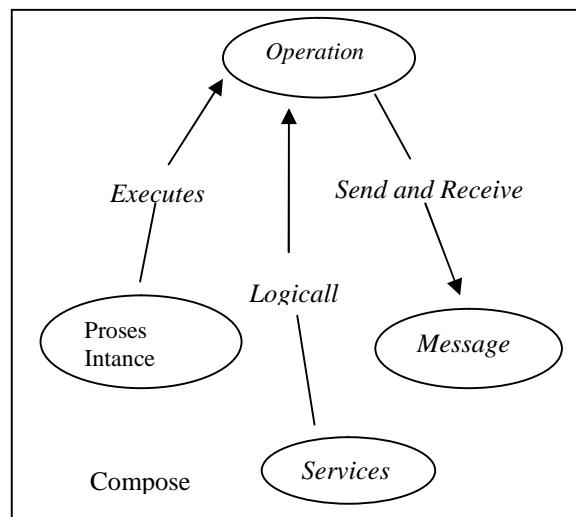 Operation
Executes
Send and Receive
Logicall
Proses
Intance
Message
Services
Compose